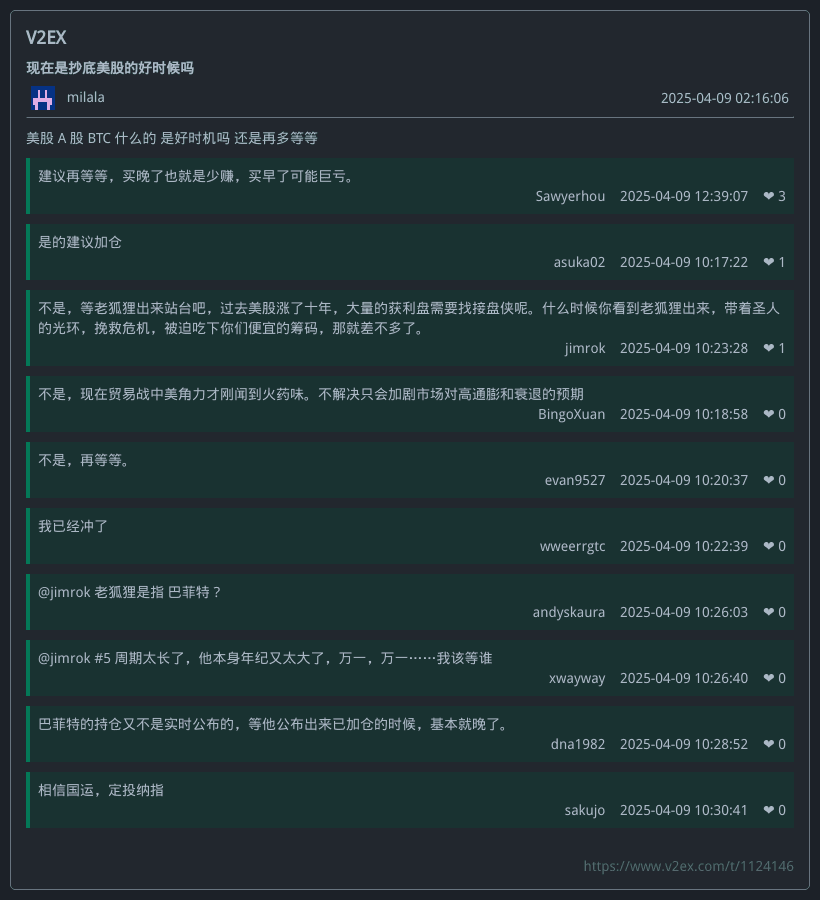 V2EX
现在是抄底美股的好时候吗
milala 2025-04-09 02:16:06
美股 A 股 BTC 什么的 是好时机吗 还是再多等等
建议再等等，买晚了也就是少赚，买早了可能巨亏。
Sawyerhou 2025-04-09 12:39:07 ❤ 3
是的建议加仓
asuka02 2025-04-09 10:17:22 ❤ 1
不是，等老狐狸出来站台吧，过去美股涨了十年，大量的获利盘需要找接盘侠呢。什么时候你看到老狐狸出来，带着圣人
的光环，挽救危机，被迫吃下你们便宜的筹码，那就差不多了。
jimrok 2025-04-09 10:23:28 ❤ 1
不是，现在贸易战中美角力才刚闻到火药味。不解决只会加剧市场对高通膨和衰退的预期
BingoXuan 2025-04-09 10:18:58 ❤ 0
不是，再等等。
evan9527 2025-04-09 10:20:37 ❤ 0
我已经冲了
wweerrgtc 2025-04-09 10:22:39 ❤ 0
@jimrok 老狐狸是指 巴菲特？
andyskaura 2025-04-09 10:26:03 ❤ 0
@jimrok #5 周期太长了，他本身年纪又太大了，万一，万一……我该等谁
xwayway 2025-04-09 10:26:40 ❤ 0
巴菲特的持仓又不是实时公布的，等他公布出来已加仓的时候，基本就晚了。
dna1982 2025-04-09 10:28:52 ❤ 0
相信国运，定投纳指
sakujo 2025-04-09 10:30:41 ❤ 0
https://www.v2ex.com/t/1124146